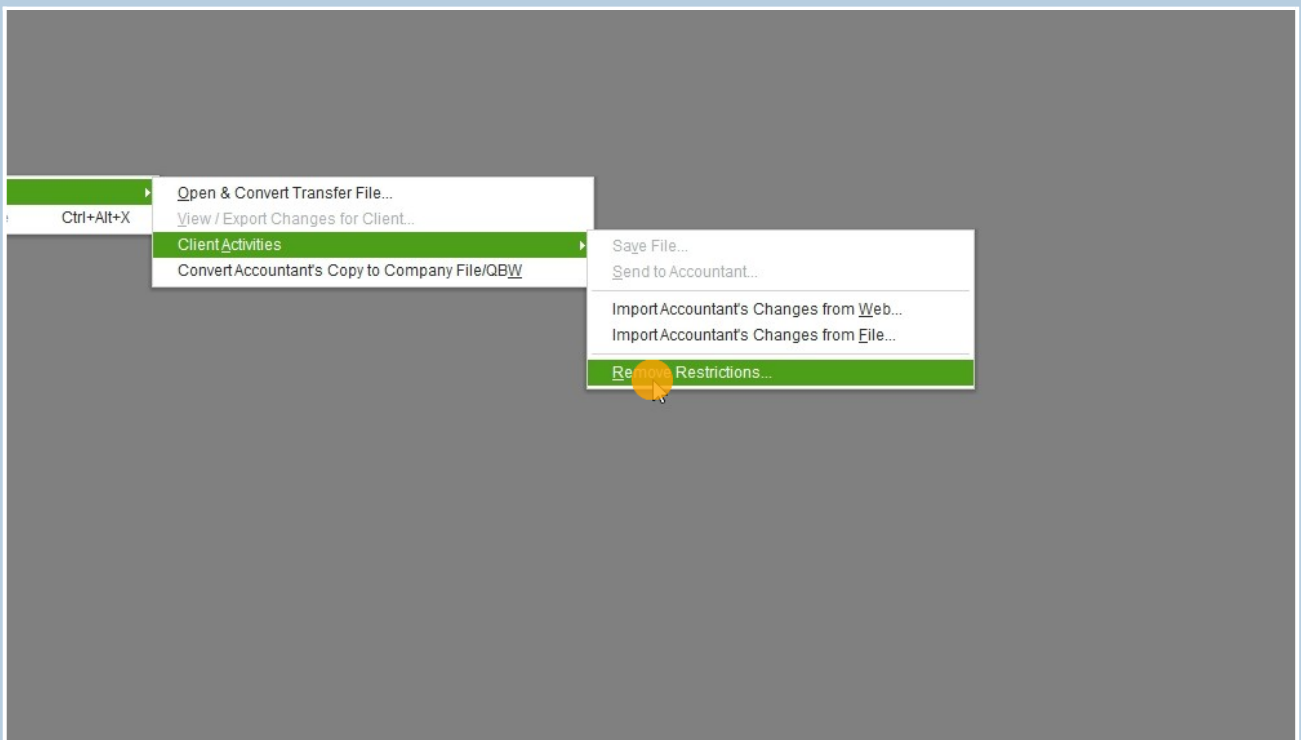 Open & Convert Transfer File...
Ctrl+Alt+X
View / Export Changes for Client...
Client Activities
Convert Accountant's Copy to Company File/QBW
Save File...
Send to Accountant...
Import Accountant's Changes from Web...
Import Accountant's Changes from File...
Remove Restrictions...